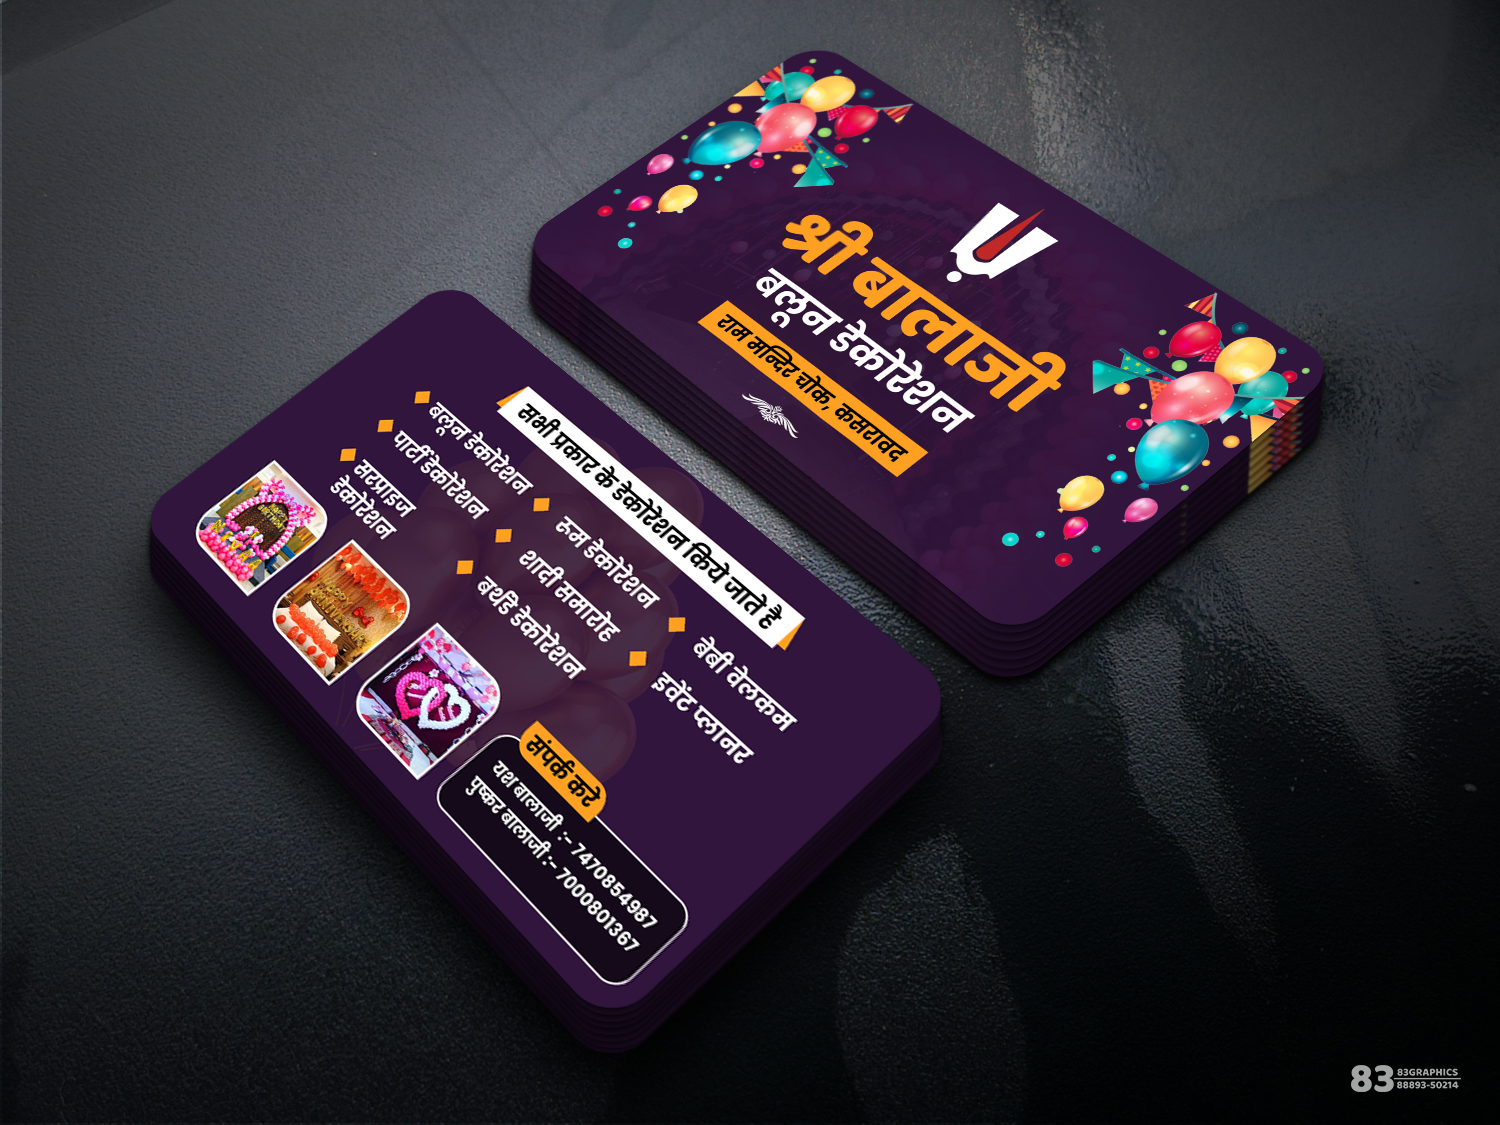 श्री बालाजी
बलून डेकोरेशन
राम मन्दिर चोक, कसरावद
सभी प्रकार के डेकोरेशन किये जाते है
बलून डेकोरेशन
पार्टी डेकोरेशन
सरप्राइज
डेकोरेशन
रूम डेकोरेशन
शादी समारोह
बर्थडे डेकोरेशन
बेबी वेलकम
इवेंट प्लानर
संपर्क करे
यश बालाजी :- 7470854987
पुष्कर बालाजी :- 7000801367
83
83GRAPHICS
88893-50214